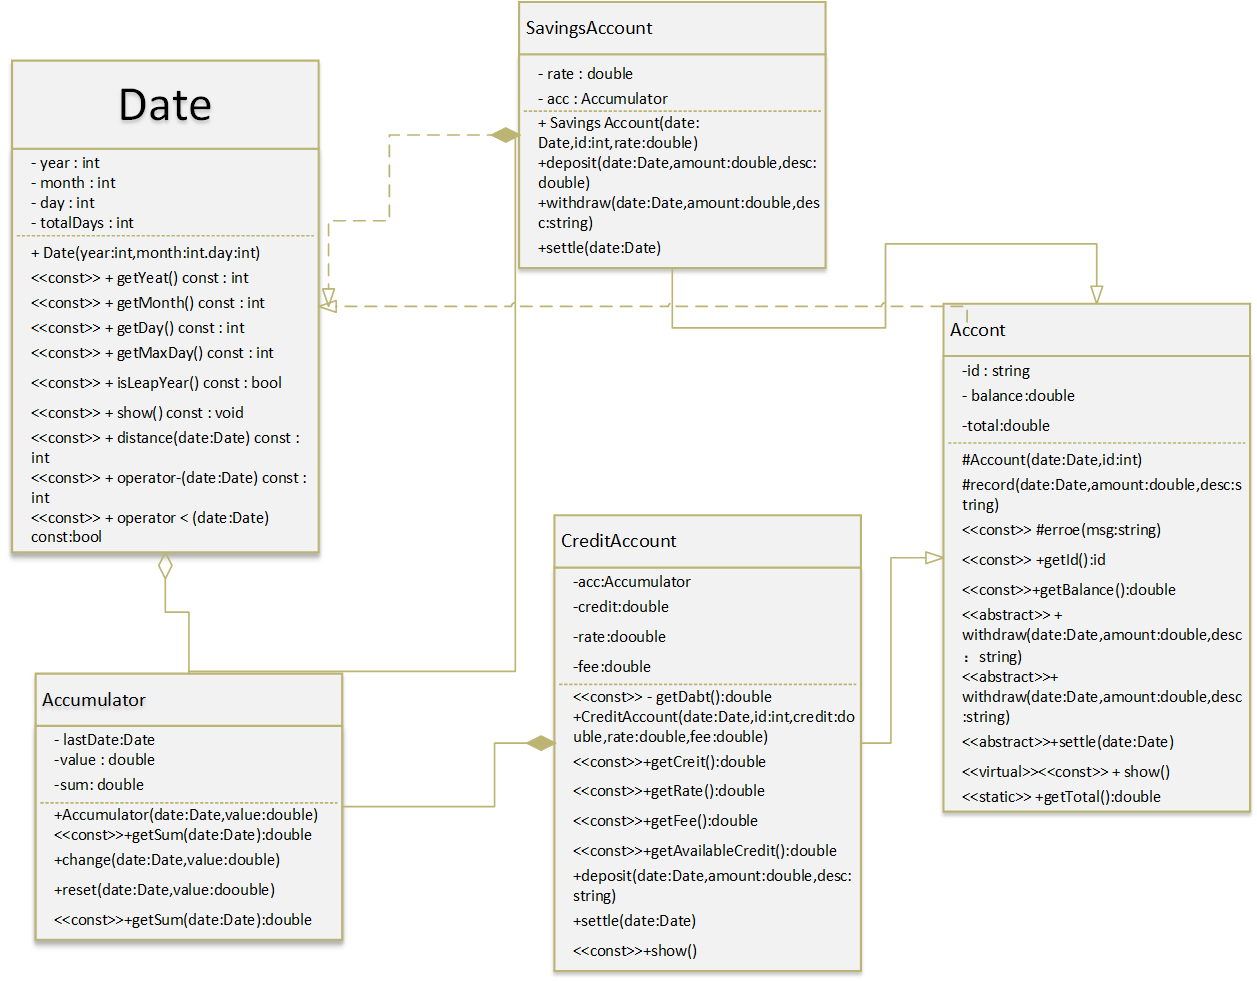 SavingsAccount
- rate : double
- acc : Accumulator
+ Savings Account(date:
Date,id:int,rate:double)
+deposit(date:Date,amount:double,desc:
double)
+withdraw(date:Date,amount:double,des
c:string)
+settle(date:Date)
Date
- year : int
- month : int
- day : int
- totalDays : int
+ Date(year:int,month:int.day:int)
<<const>> + getYeat() const : int
<<const>> + getMonth() const : int
<<const>> + getDay() const : int
<<const>> + getMaxDay() const : int
<<const>> + isLeapYear() const : bool
<<const>> + show() const : void
<<const>> + distance(date:Date) const :
int
<<const>> + operator-(date:Date) const :
int
<<const>> + operator < (date:Date)
const:bool
Accont
-id : string
- balance:double
-total:double
#Account(date:Date,id:int)
#record(date:Date,amount:double,desc:s
tring)
<<const>> #erroe(msg:string)
<<const>> +getId():id
<<const>>+getBalance():double
<<abstract>> +
withdraw(date:Date,amount:double,desc
：string)
<<abstract>>+
withdraw(date:Date,amount:double,desc
:string)
<<abstract>>+settle(date:Date)
<<virtual>><<const>> + show()
<<static>> +getTotal():double
CreditAccount
-acc:Accumulator
-credit:double
-rate:doouble
-fee:double
<<const>> - getDabt():double
+CreditAccount(date:Date,id:int,credit:do
uble,rate:double,fee:double)
<<const>>+getCreit():double
<<const>>+getRate():double
<<const>>+getFee():double
<<const>>+getAvailableCredit():double
+deposit(date:Date,amount:double,desc:
string)
+settle(date:Date)
<<const>>+show()
Accumulator
- lastDate:Date
-value : double
-sum: double
+Accumulator(date:Date,value:double)
<<const>>+getSum(date:Date):double
+change(date:Date,value:double)
+reset(date:Date,value:doouble)
<<const>>+getSum(date:Date):double